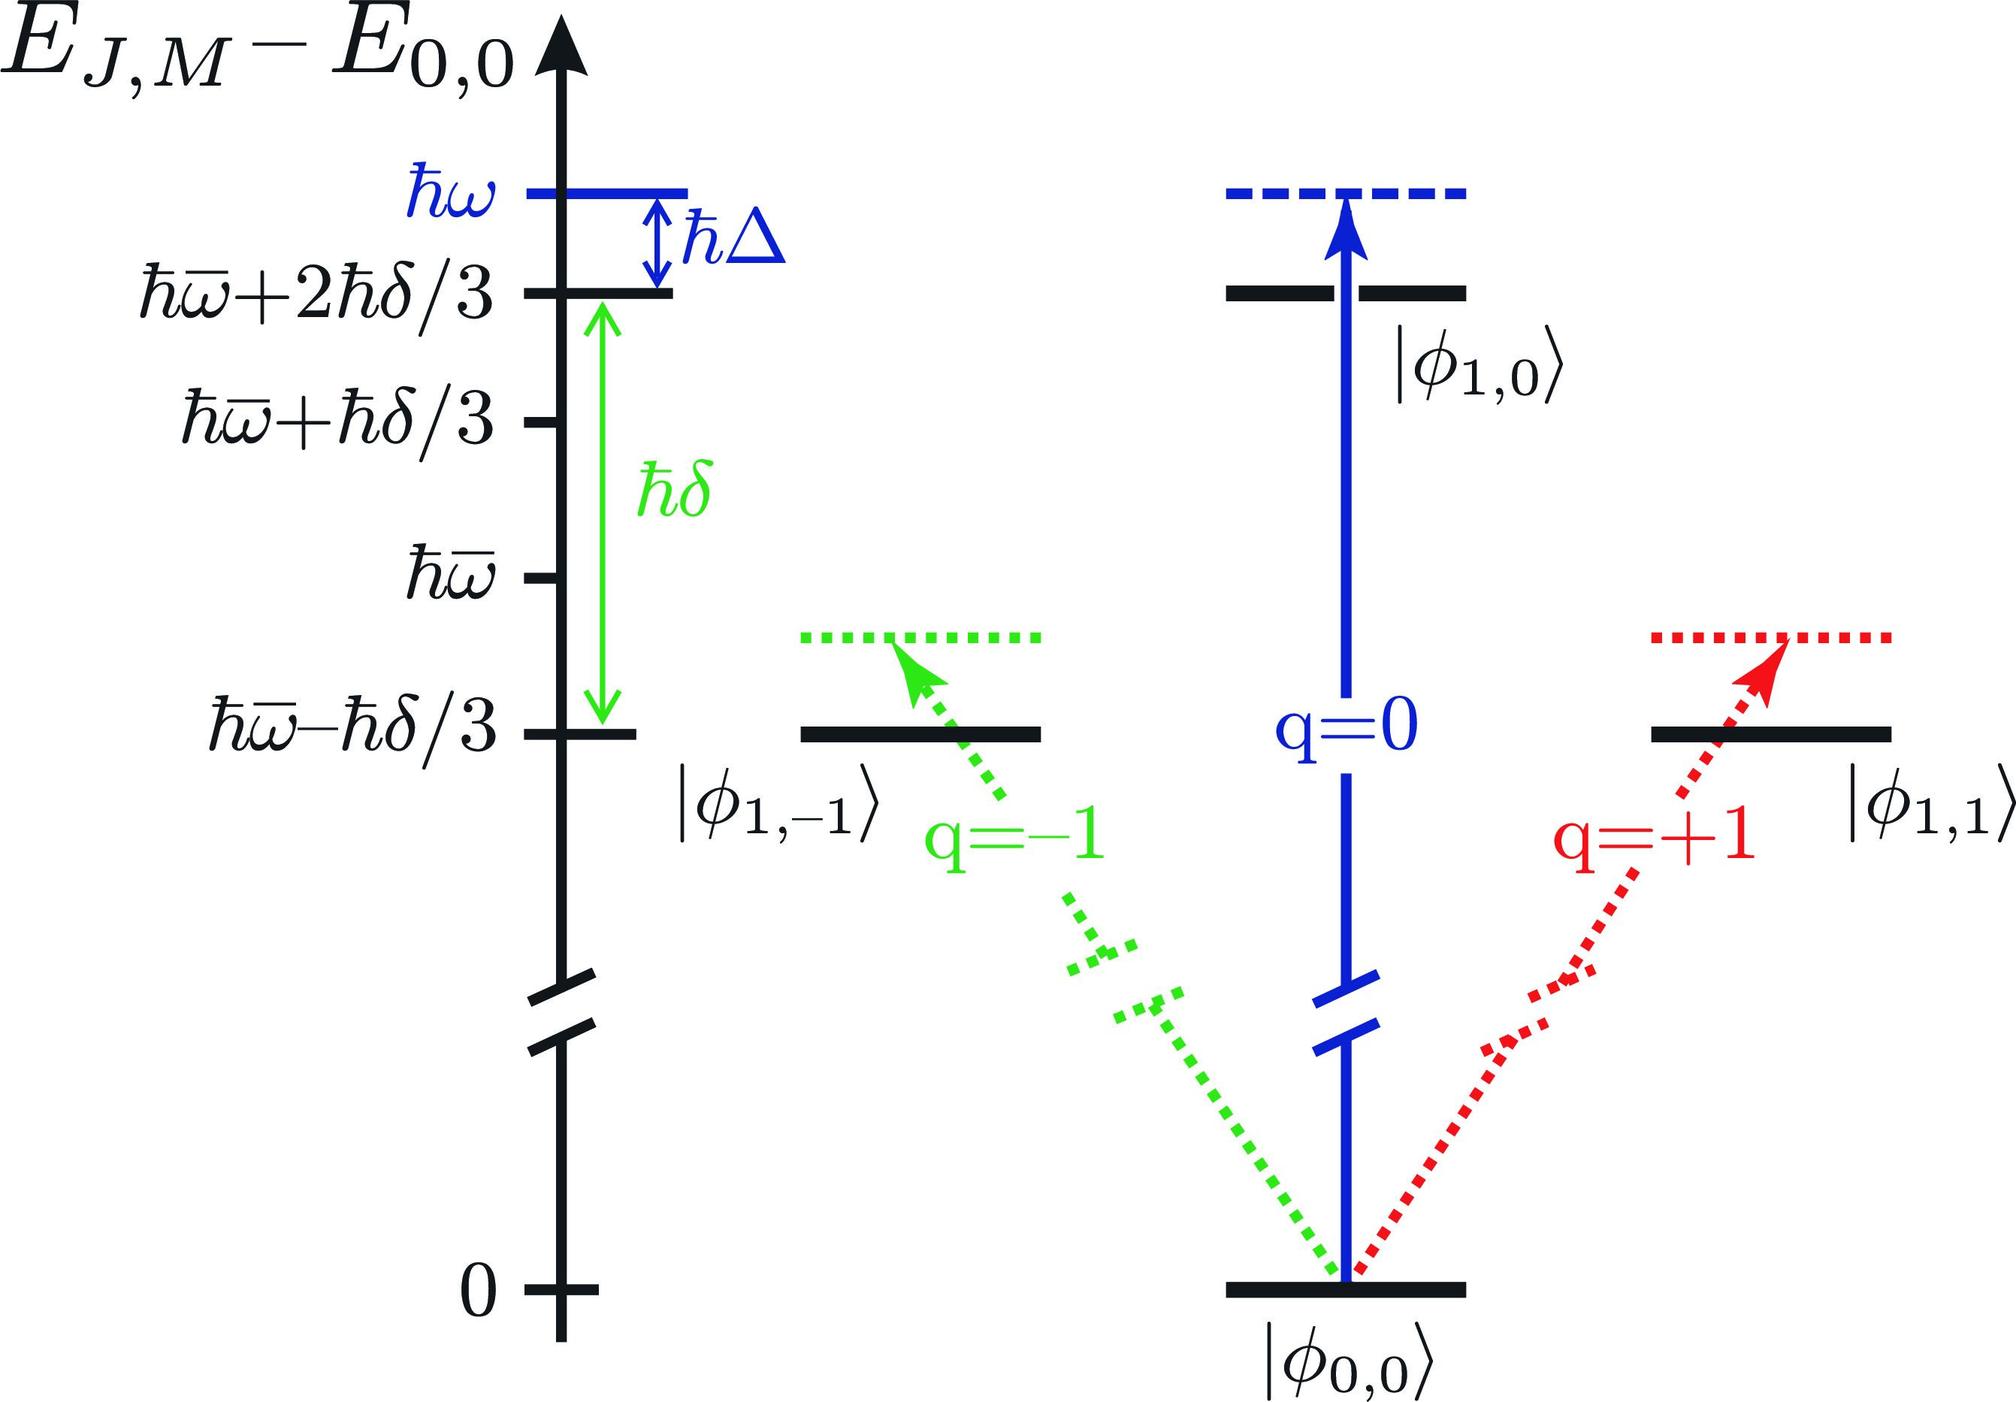 E_{J,M} − E_{0,0}
ħω
ħΔ
ħω̅+2ħδ/3
|ϕ_{1,0}⟩
ħω̅+ħδ/3
ħδ
ħω̅
ħω̅−ħδ/3
q=0
|ϕ_{1,−1}⟩
q=−1
q=+1
|ϕ_{1,1}⟩
0
|ϕ_{0,0}⟩